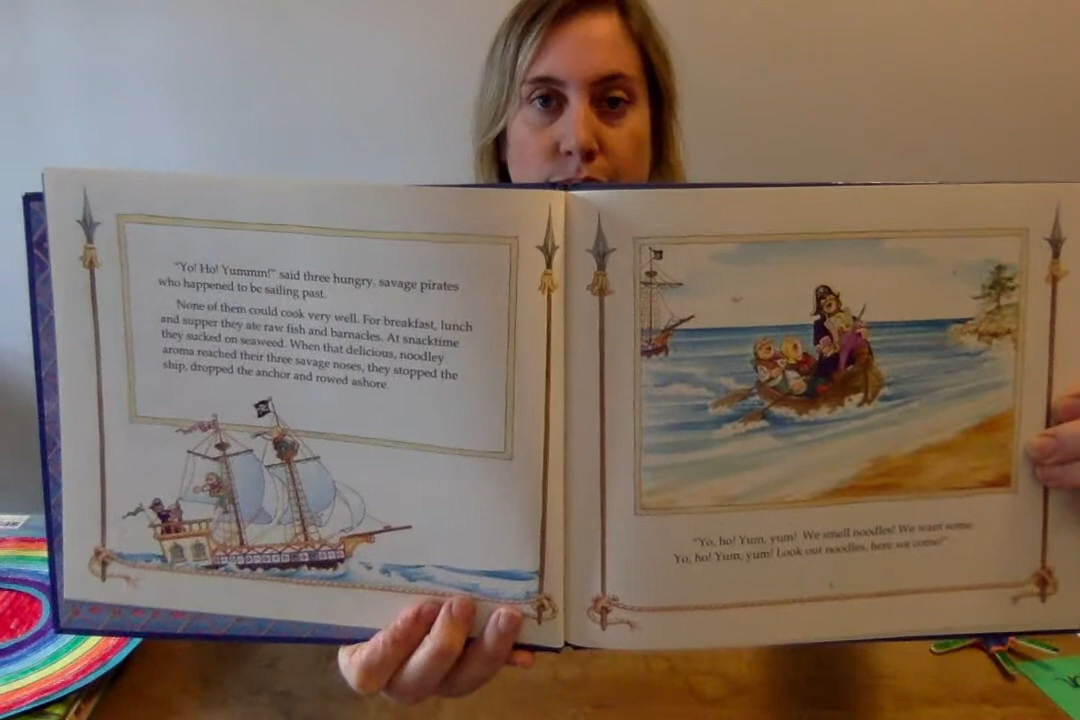 "Yo! Ho! Yummm!" said three hungry, savage pirates
who happened to be sailing past.
None of them could cook very well. For breakfast, lunch
and supper they ate raw fish and barnacles. At snacktime
they sucked on seaweed. When that delicious, noodley
aroma reached their three savage noses, they stopped the
ship, dropped the anchor and rowed ashore.
"Yo, ho! Yum, yum! We smell noodles! We want some.
Yo, ho! Yum, yum! Look out noodles, here we come!"